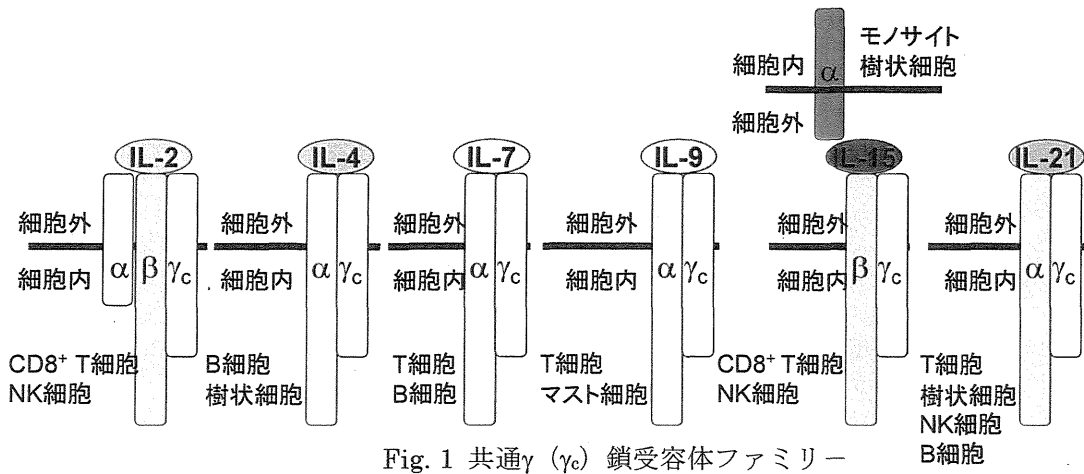 モノサイト
樹状細胞
細胞内
α
細胞外
IL-2
IL-4
IL-7
IL-9
IL-15
IL-21
細胞外
細胞外
細胞外
細胞外
細胞外
細胞外
細胞内
細胞内
細胞内
細胞内
細胞内
細胞内
α β γc
α γc
α γc
α γc
β γc
α γc
CD8+ T細胞
NK細胞
B細胞
樹状細胞
T細胞
B細胞
T細胞
マスト細胞
CD8+ T細胞
NK細胞
T細胞
樹状細胞
NK細胞
B細胞
Fig. 1 共通γ（γc）鎖受容体ファミリー